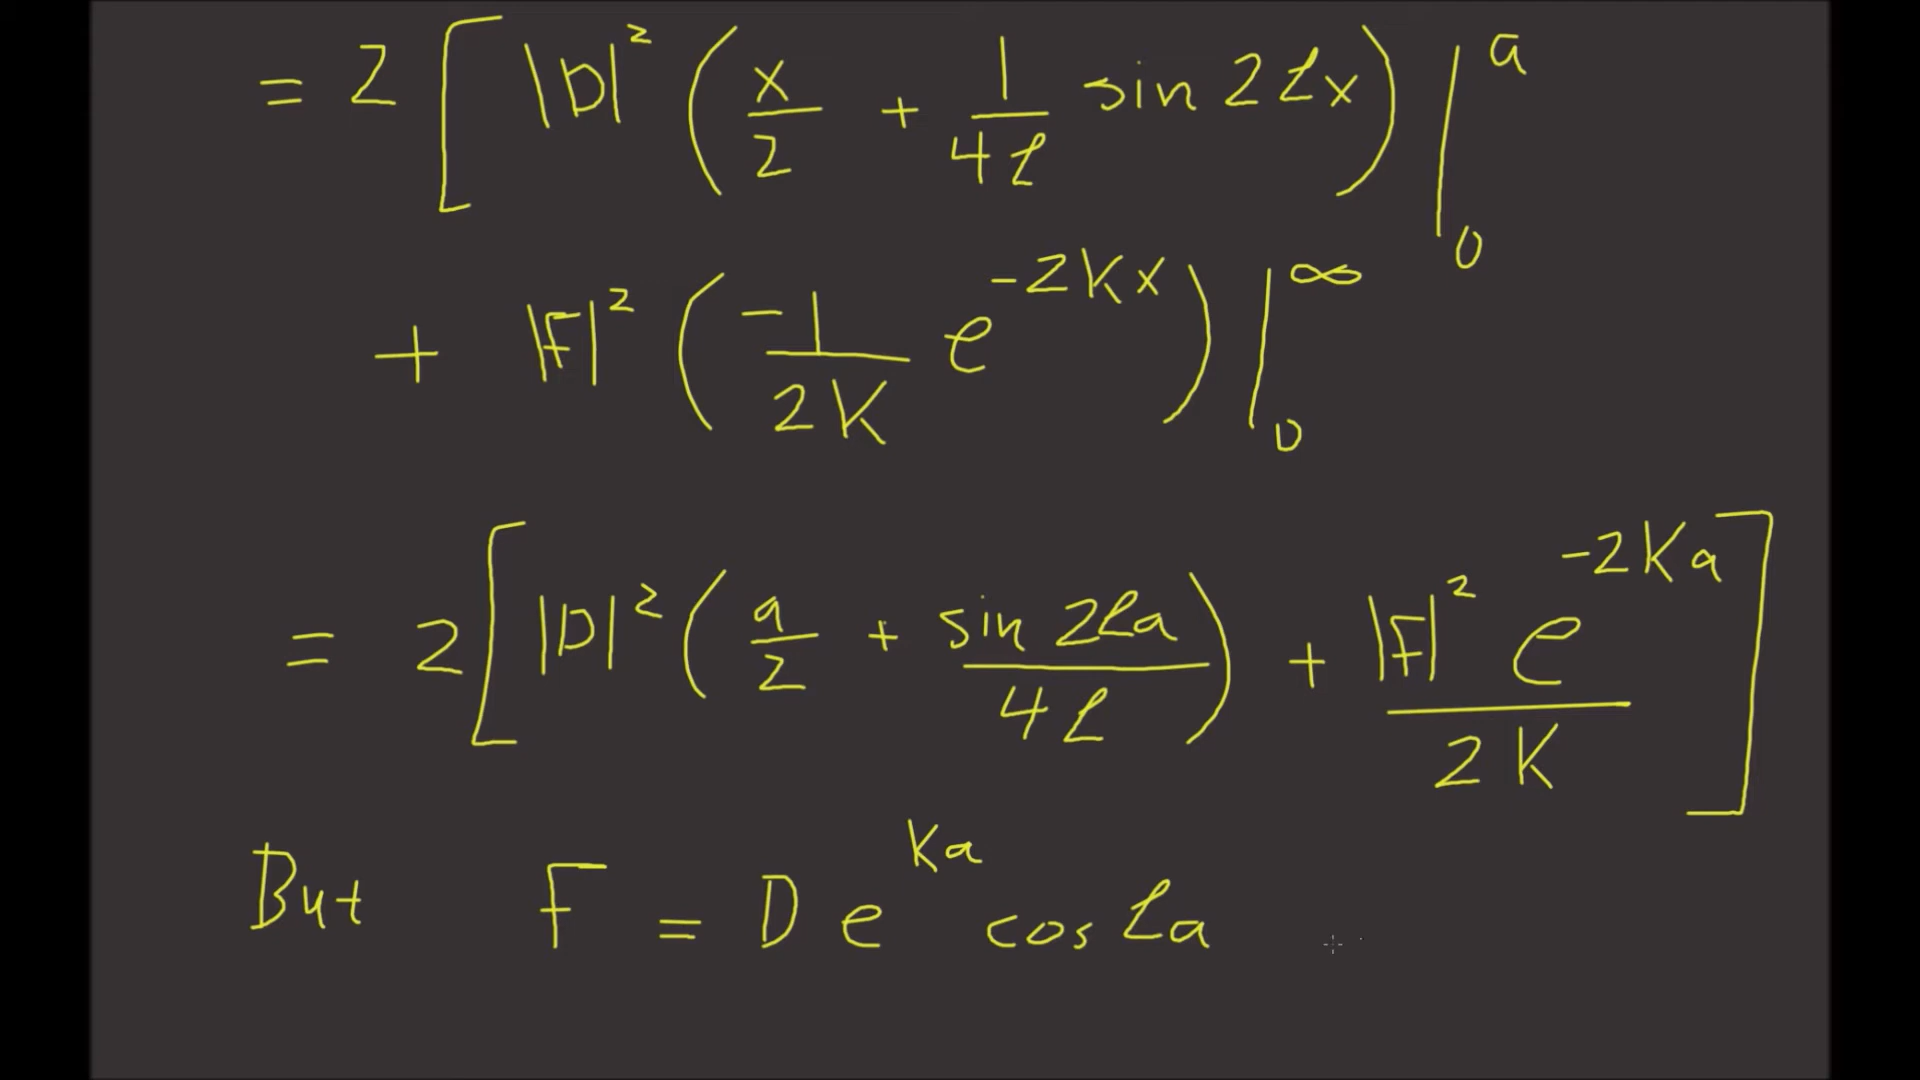 = 2 [ |D|² ( x/2 + 1/4ℓ sin 2ℓx ) |₀ᵃ
+ |F|² ( -1/2K e^{-2Kx} ) |₀^∞
= 2 [ |D|² ( a/2 + sin 2ℓa / 4ℓ ) + |F|² e^{-2Ka} / 2K ]
But F = D e^{Ka} cos ℓa